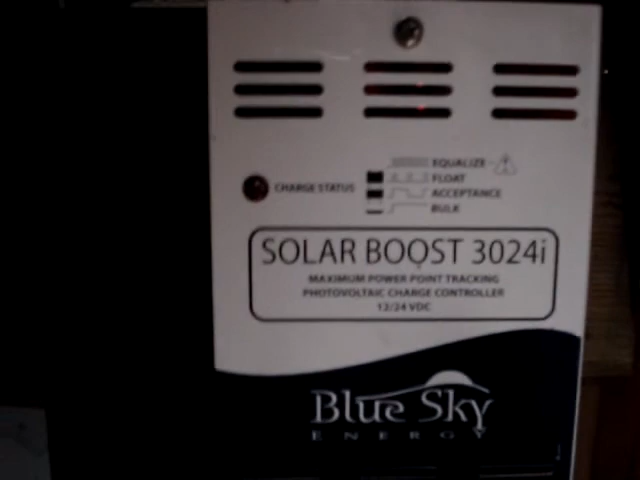 EQUALIZE
FLOAT
CHARGE STATUS
ACCEPTANCE
BULK
SOLAR BOOST 3024i
MAXIMUM POWER POINT TRACKING
PHOTOVOLTAIC CHARGE CONTROLLER
12/24 VDC
Blue Sky
ENERGY